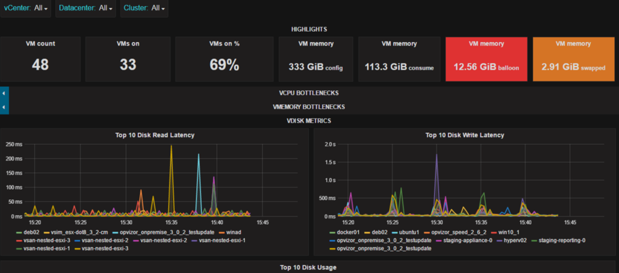 vCenter: All Datacenter: All Cluster: All
HIGHLIGHTS
VM count VMs on VMs on % VM memory VM memory VM memory VM memory
48 33 69% 333 GiB config 113.3 GiB consume 12.56 GiB balloon 2.91 GiB swapped
VCPU BOTTLENECKS
VMEMORY BOTTLENECKS
VDISK METRICS
Top 10 Disk Read Latency
250 ms
200 ms
150 ms
100 ms
50 ms
0 ms
15:20 15:25 15:30 15:35 15:40 15:45
deb02 vsim_esx-dot8_3_2-cm opvizor_onpremise_3_0_2_testupdate winad
vsan-nested-esxi-3 vsan-nested-esxi-2 vsan-nested-esxi-4 vsan-nested-esxi-1
vsan-nested-esxi-1
Top 10 Disk Write Latency
2.0 s
1.5 s
1.0 s
500 ms
0 ms
15:20 15:25 15:30 15:35 15:40 15:45
docker01 deb02 ubuntu1 opvizor_speed_2_6_2 win10_1
opvizor_onpremise_3_0_2_testupdate staging-appliance-0 hyperv02 staging-reporting-0
opvizor_onpremise_3_0_2_testupdate
Top 10 Disk Usage